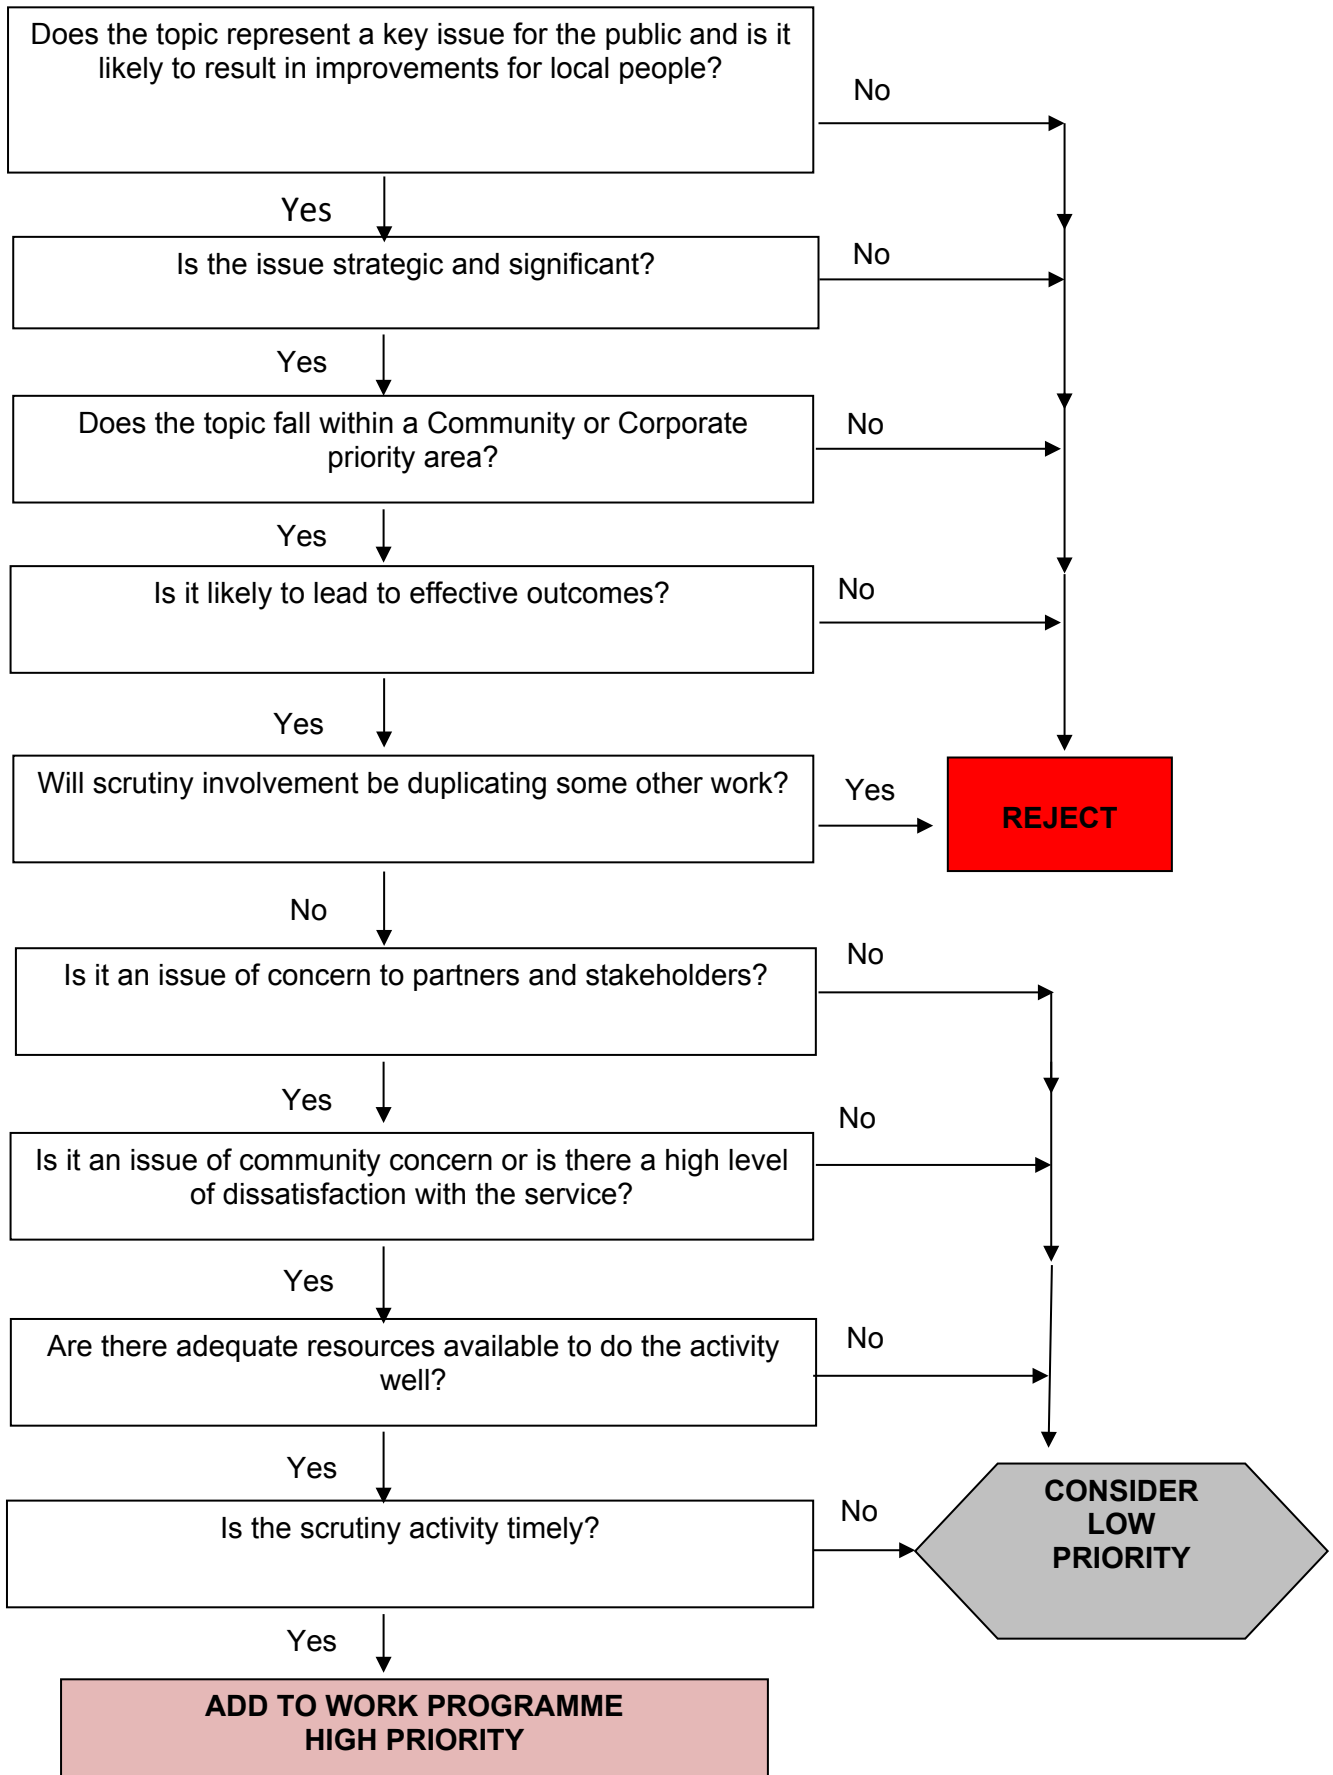 Does the topic represent a key issue for the public and is it
likely to result in improvements for local people?
No
Yes
Is the issue strategic and significant?
No
Yes
Does the topic fall within a Community or Corporate
priority area?
No
Yes
Is it likely to lead to effective outcomes?
No
Yes
Will scrutiny involvement be duplicating some other work?
Yes
REJECT
No
Is it an issue of concern to partners and stakeholders?
No
Yes
Is it an issue of community concern or is there a high level
of dissatisfaction with the service?
No
Yes
Are there adequate resources available to do the activity
well?
No
Yes
Is the scrutiny activity timely?
No
CONSIDER
LOW
PRIORITY
Yes
ADD TO WORK PROGRAMME
HIGH PRIORITY